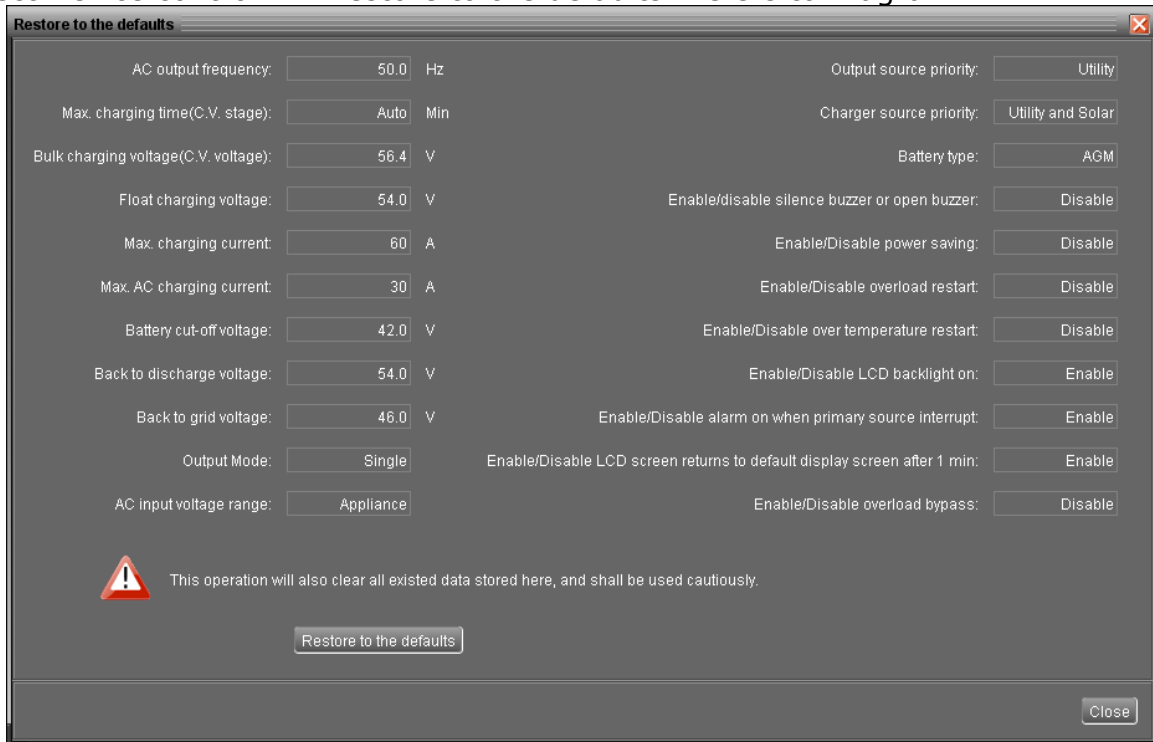 Restore to the defaults
AC output frequency: 50.0 Hz
Output source priority: Utility
Max. charging time(C.V. stage): Auto Min
Charger source priority: Utility and Solar
Bulk charging voltage(C.V. voltage): 56.4 V
Battery type: AGM
Float charging voltage: 54.0 V
Enable/disable silence buzzer or open buzzer: Disable
Max. charging current: 60 A
Enable/Disable power saving: Disable
Max. AC charging current: 30 A
Enable/Disable overload restart: Disable
Battery cut-off voltage: 42.0 V
Enable/Disable over temperature restart: Disable
Back to discharge voltage: 54.0 V
Enable/Disable LCD backlight on: Enable
Back to grid voltage: 46.0 V
Enable/Disable alarm on when primary source interrupt: Enable
Output Mode: Single
Enable/Disable LCD screen returns to default display screen after 1 min: Enable
AC input voltage range: Appliance
Enable/Disable overload bypass: Disable
This operation will also clear all existed data stored here, and shall be used cautiously.
Restore to the defaults
Close